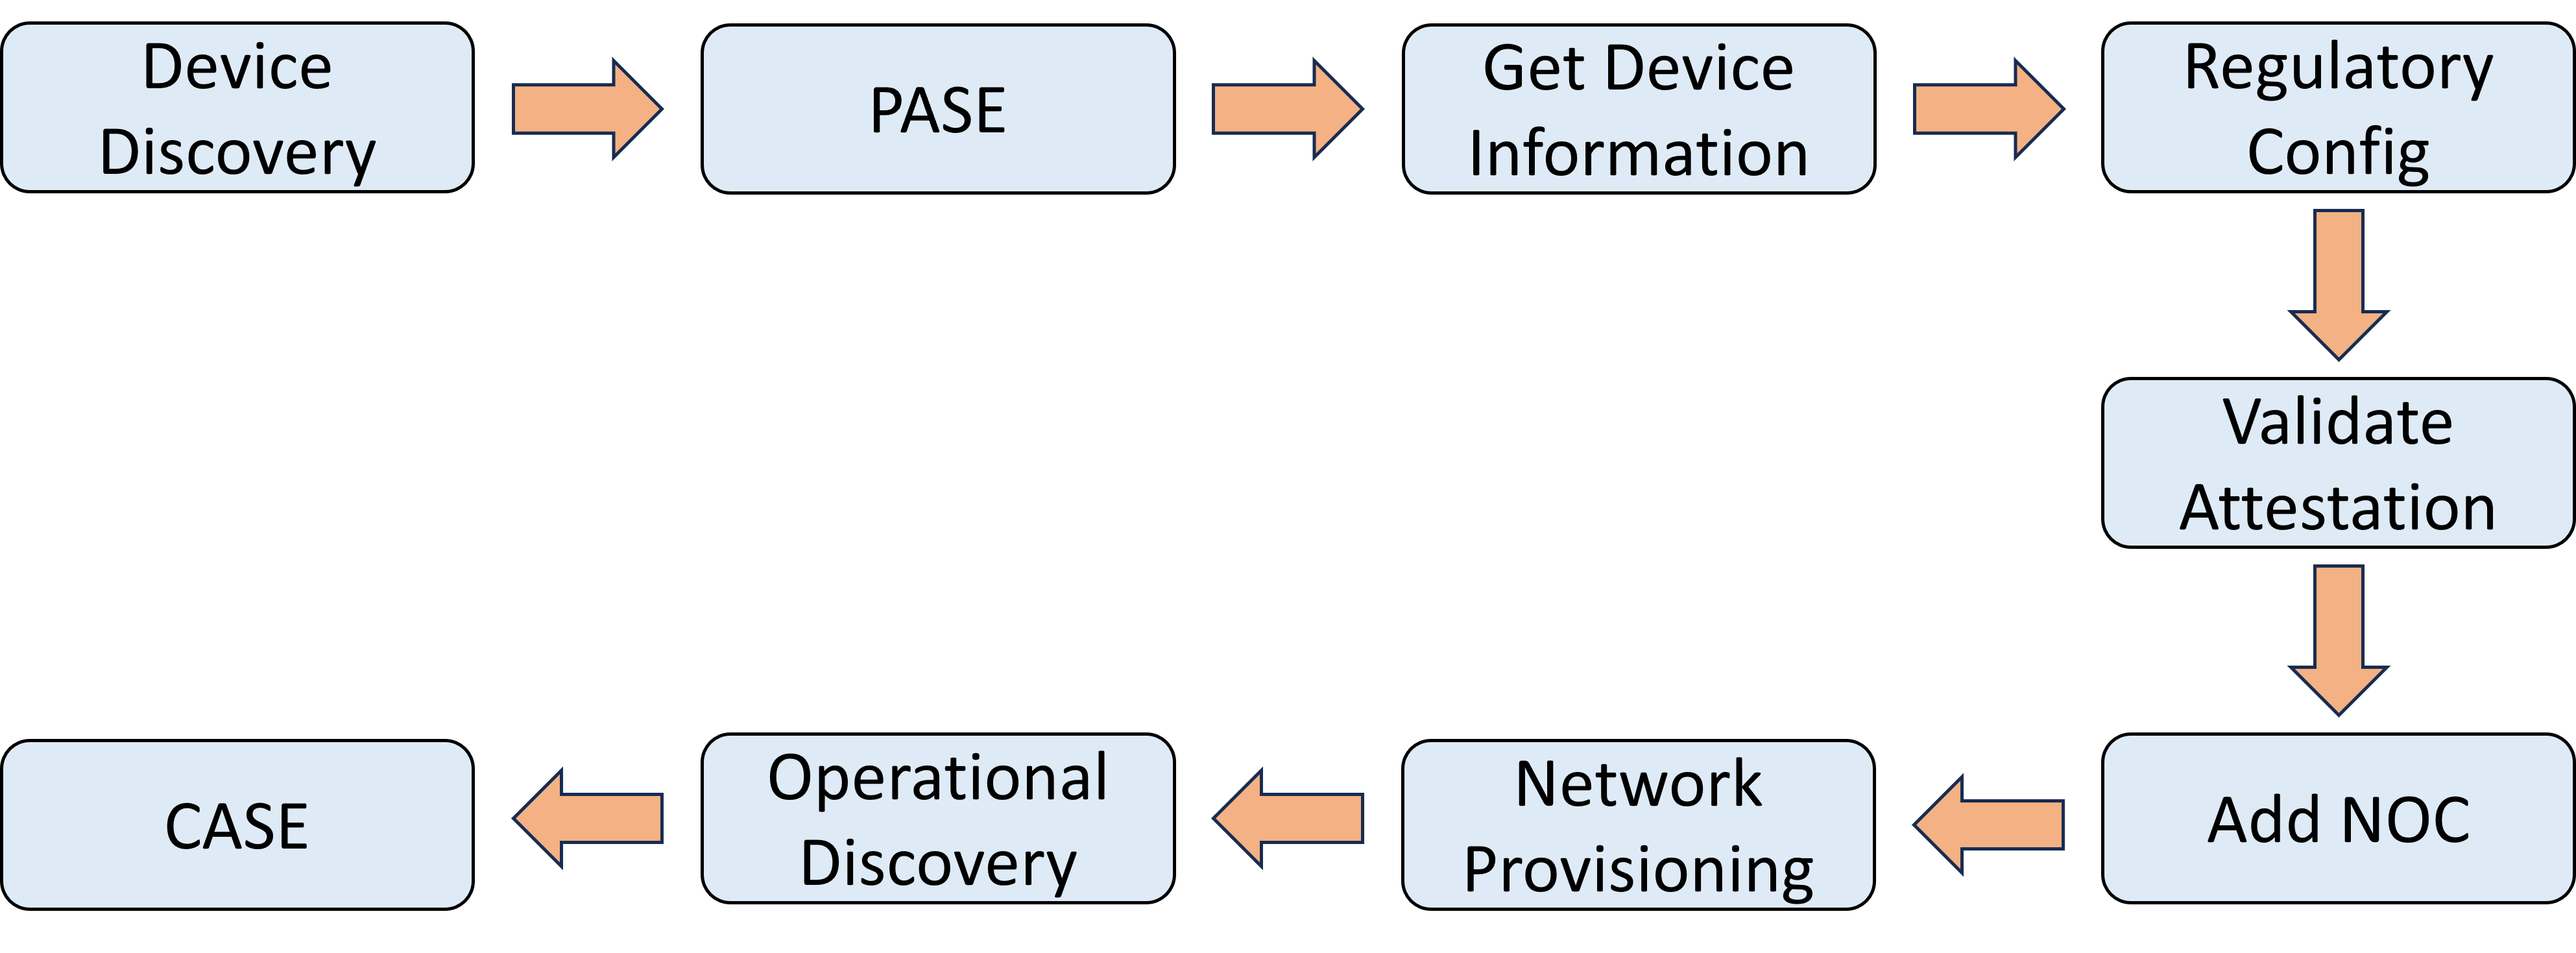 Device
Discovery
PASE
Get Device
Information
Regulatory
Config
Validate
Attestation
Add NOC
Network
Provisioning
Operational
Discovery
CASE